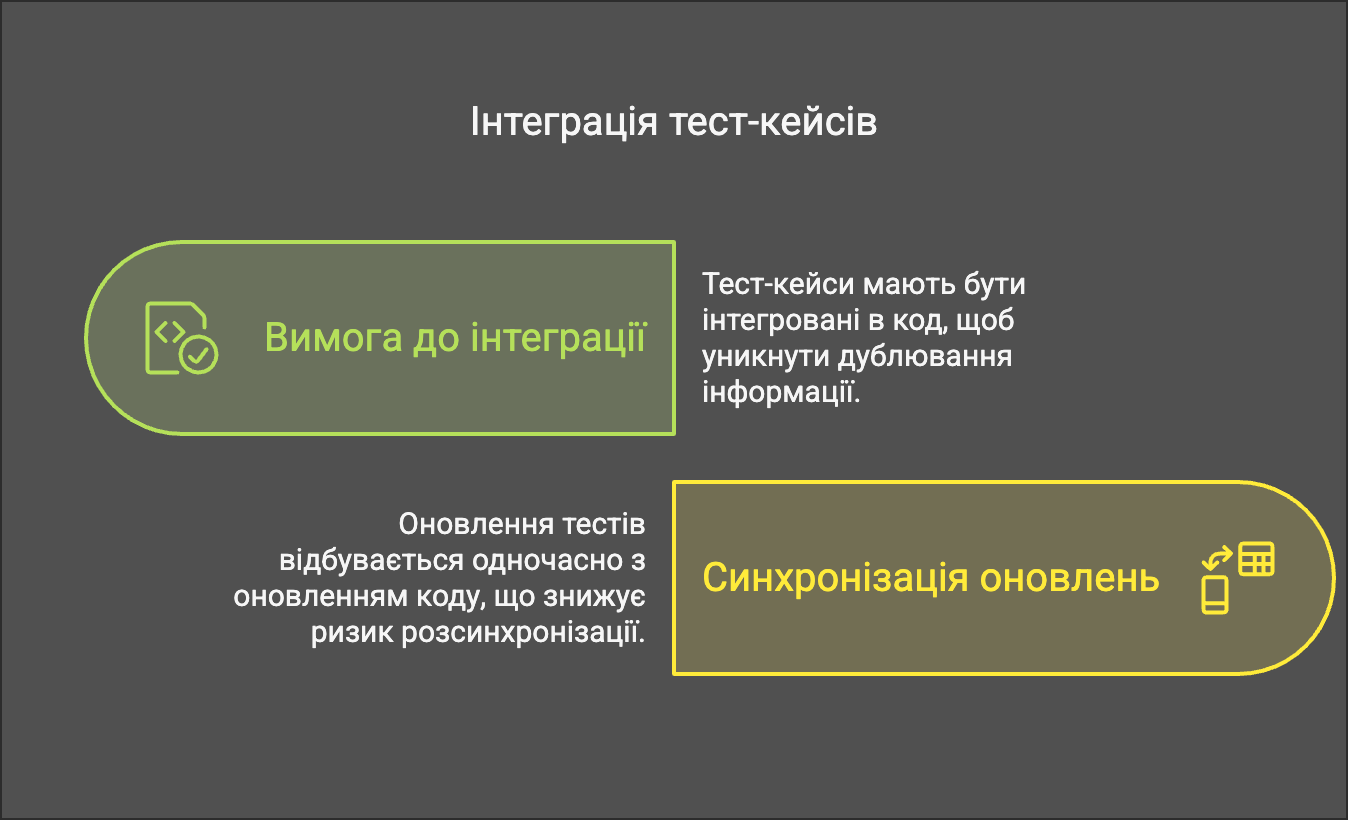 Інтеграція тест-кейсів
Вимога до інтеграції
Тест-кейси мають бути
інтегровані в код, щоб
уникнути дублювання
інформації.
Оновлення тестів
відбувається одночасно з
оновленням коду, що знижує
ризик розсинхронізації.
Синхронізація оновлень